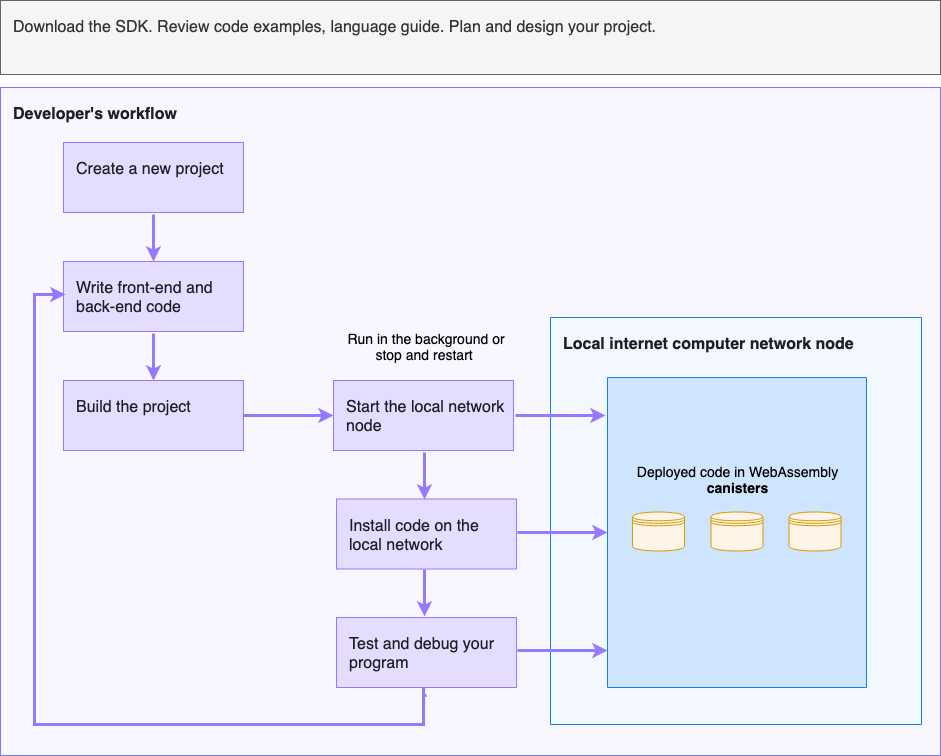 Download the SDK. Review code examples, language guide. Plan and design your project.
Developer's workflow
Create a new project
Write front-end and
back-end code
Build the project
Run in the background or
stop and restart
Start the local network
node
Install code on the
local network
Test and debug your
program
Local internet computer network node
Deployed code in WebAssembly
canisters